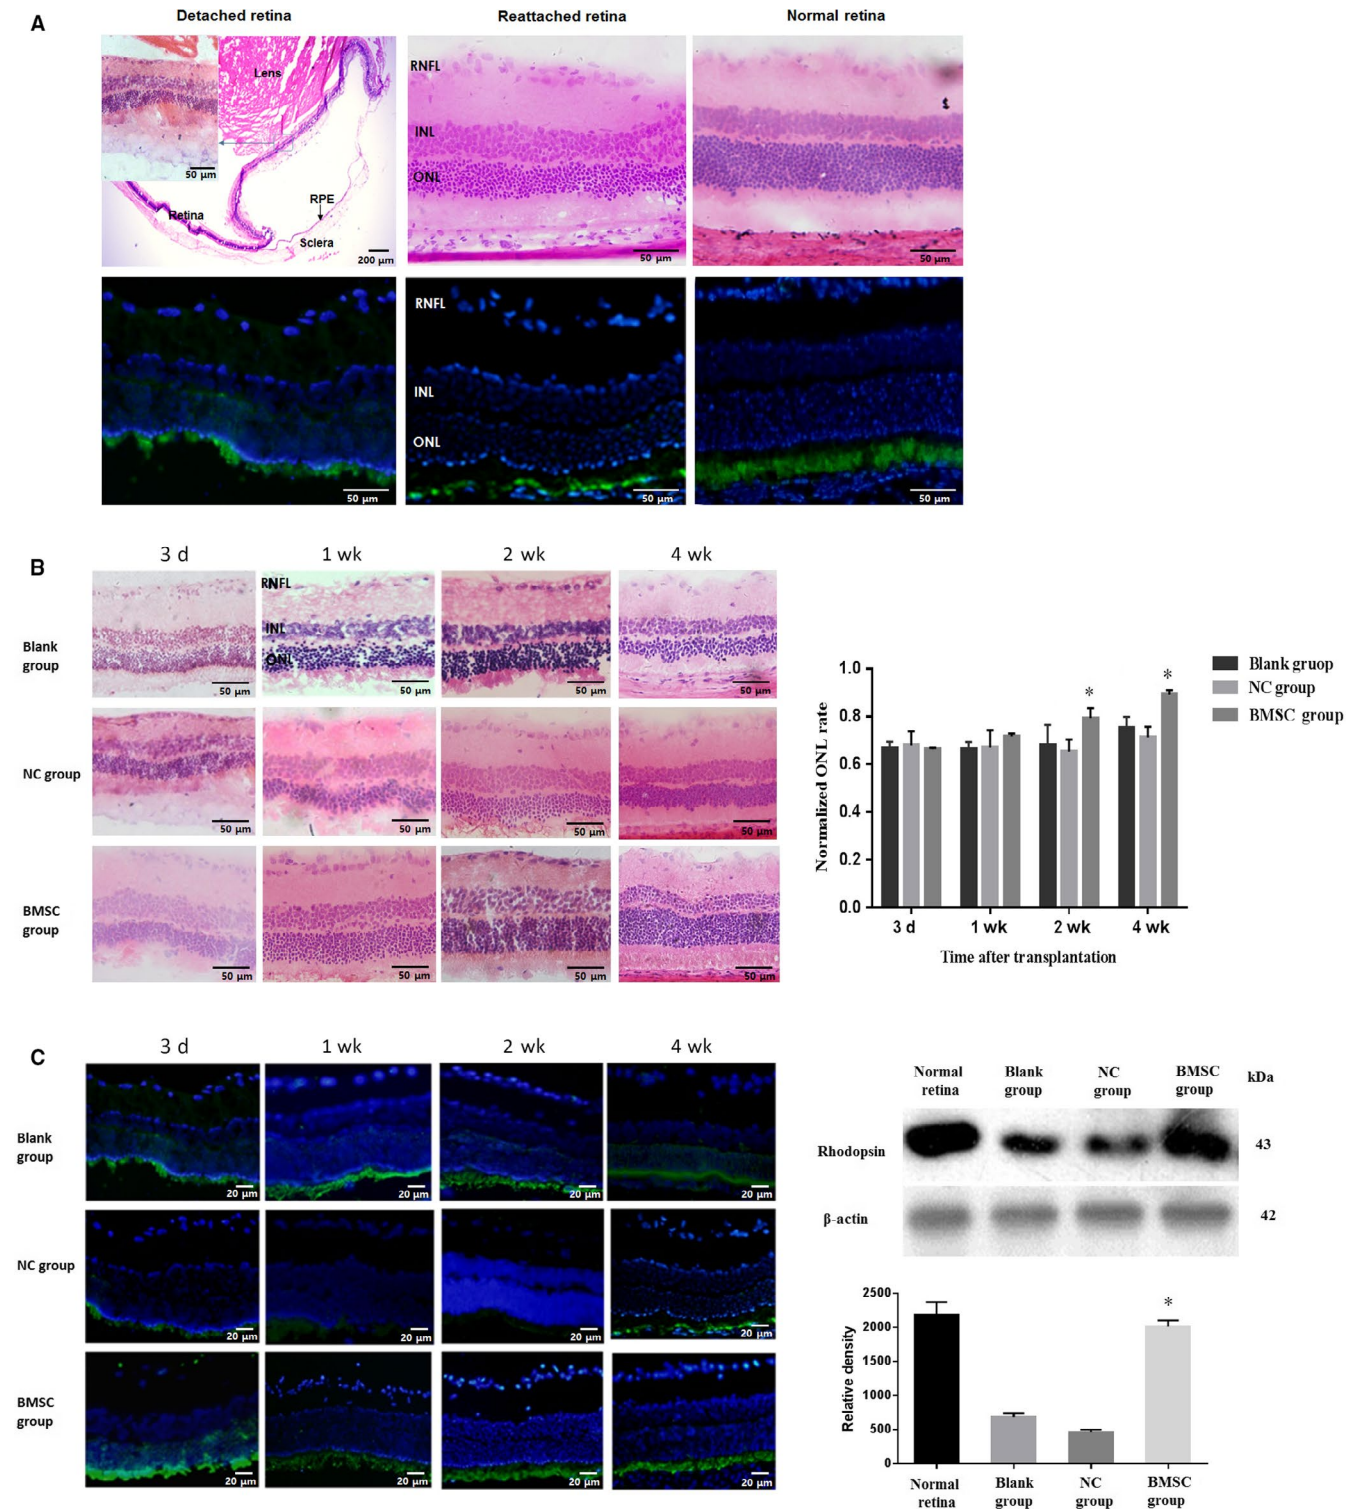 A
Detached retina
Reattached retina
Normal retina
Lens
RPE
Retina
Sclera
50 µm
200 µm
RNFL
INL
ONL
50 µm
50 µm
RNFL
INL
ONL
50 µm
50 µm
50 µm
B
3 d
1 wk
2 wk
4 wk
Blank
group
RNFL
INL
ONL
50 µm
50 µm
50 µm
50 µm
NC group
50 µm
50 µm
50 µm
50 µm
BMSC
group
50 µm
50 µm
50 µm
50 µm
Normalized ONL rate
1.0
0.8
0.6
0.4
0.2
0.0
*
*
3 d
1 wk
2 wk
4 wk
Time after transplantation
Blank gruop
NC group
BMSC group
C
3 d
1 wk
2 wk
4 wk
Blank
group
20 µm
20 µm
20 µm
20 µm
NC group
20 µm
20 µm
20 µm
20 µm
BMSC
group
20 µm
20 µm
20 µm
20 µm
Normal
retina
Blank
group
NC
group
BMSC
group
kDa
Rhodopsin
43
β-actin
42
Relative density
2500
2000
1500
1000
500
0
*
Normal
retina
Blank
group
NC
group
BMSC
group